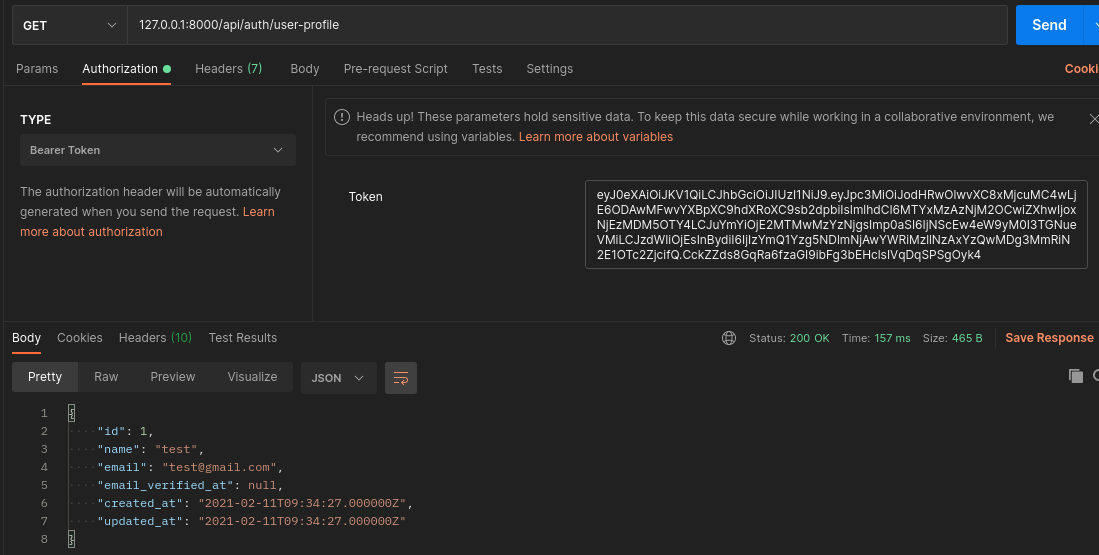 GET
127.0.0.1:8000/api/auth/user-profile
Send
Params
Authorization
Headers (7)
Body
Pre-request Script
Tests
Settings
TYPE
Bearer Token
The authorization header will be automatically
generated when you send the request. Learn
more about authorization
Heads up! These parameters hold sensitive data. To keep this data secure while working in a collaborative environment, we
recommend using variables. Learn more about variables
Token
Body
Cookies
Headers (10)
Test Results
Status: 200 OK
Time: 157 ms
Size: 465 B
Save Response
Pretty
Raw
Preview
Visualize
JSON
1 {
2 "id": 1,
3 "name": "test",
4 "email": "test@gmail.com",
5 "email_verified_at": null,
6 "created_at": "2021-02-11T09:34:27.000000Z",
7 "updated_at": "2021-02-11T09:34:27.000000Z"
8 }